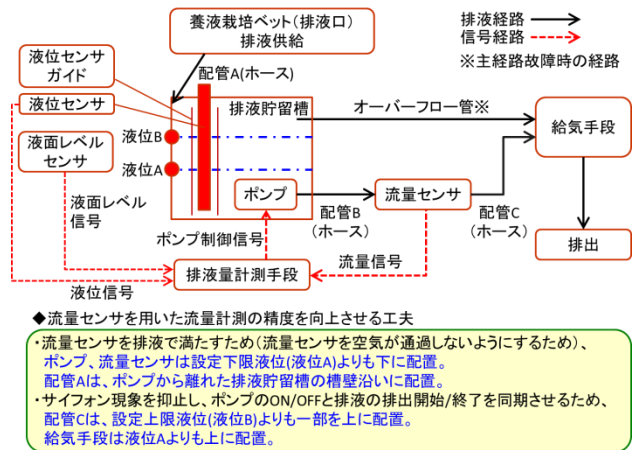 養液栽培ベット(排液口)
排液供給
排液経路
信号経路
※主経路故障時の経路
液位センサ
ガイド
配管A(ホース)
液位センサ
排液貯留槽
オーバーフロー管※
給気手段
液位B
液面レベル
センサ
液位A
ポンプ
流量センサ
液面レベル
信号
配管B
(ホース)
配管C
(ホース)
ポンプ制御信号
排出
排液量計測手段
流量信号
液位信号
◆流量センサを用いた流量計測の精度を向上させる工夫
・流量センサを排液で満たすため(流量センサを空気が通過しないようにするため)、
ポンプ、流量センサは設定下限液位(液位A)よりも下に配置。
配管Aは、ポンプから離れた排液貯留槽の槽壁沿いに配置。
・サイフォン現象を抑止し、ポンプのON/OFFと排液の排出開始/終了を同期させるため、
配管Cは、設定上限液位(液位B)よりも一部を上に配置。
給気手段は液位Aよりも上に配置。